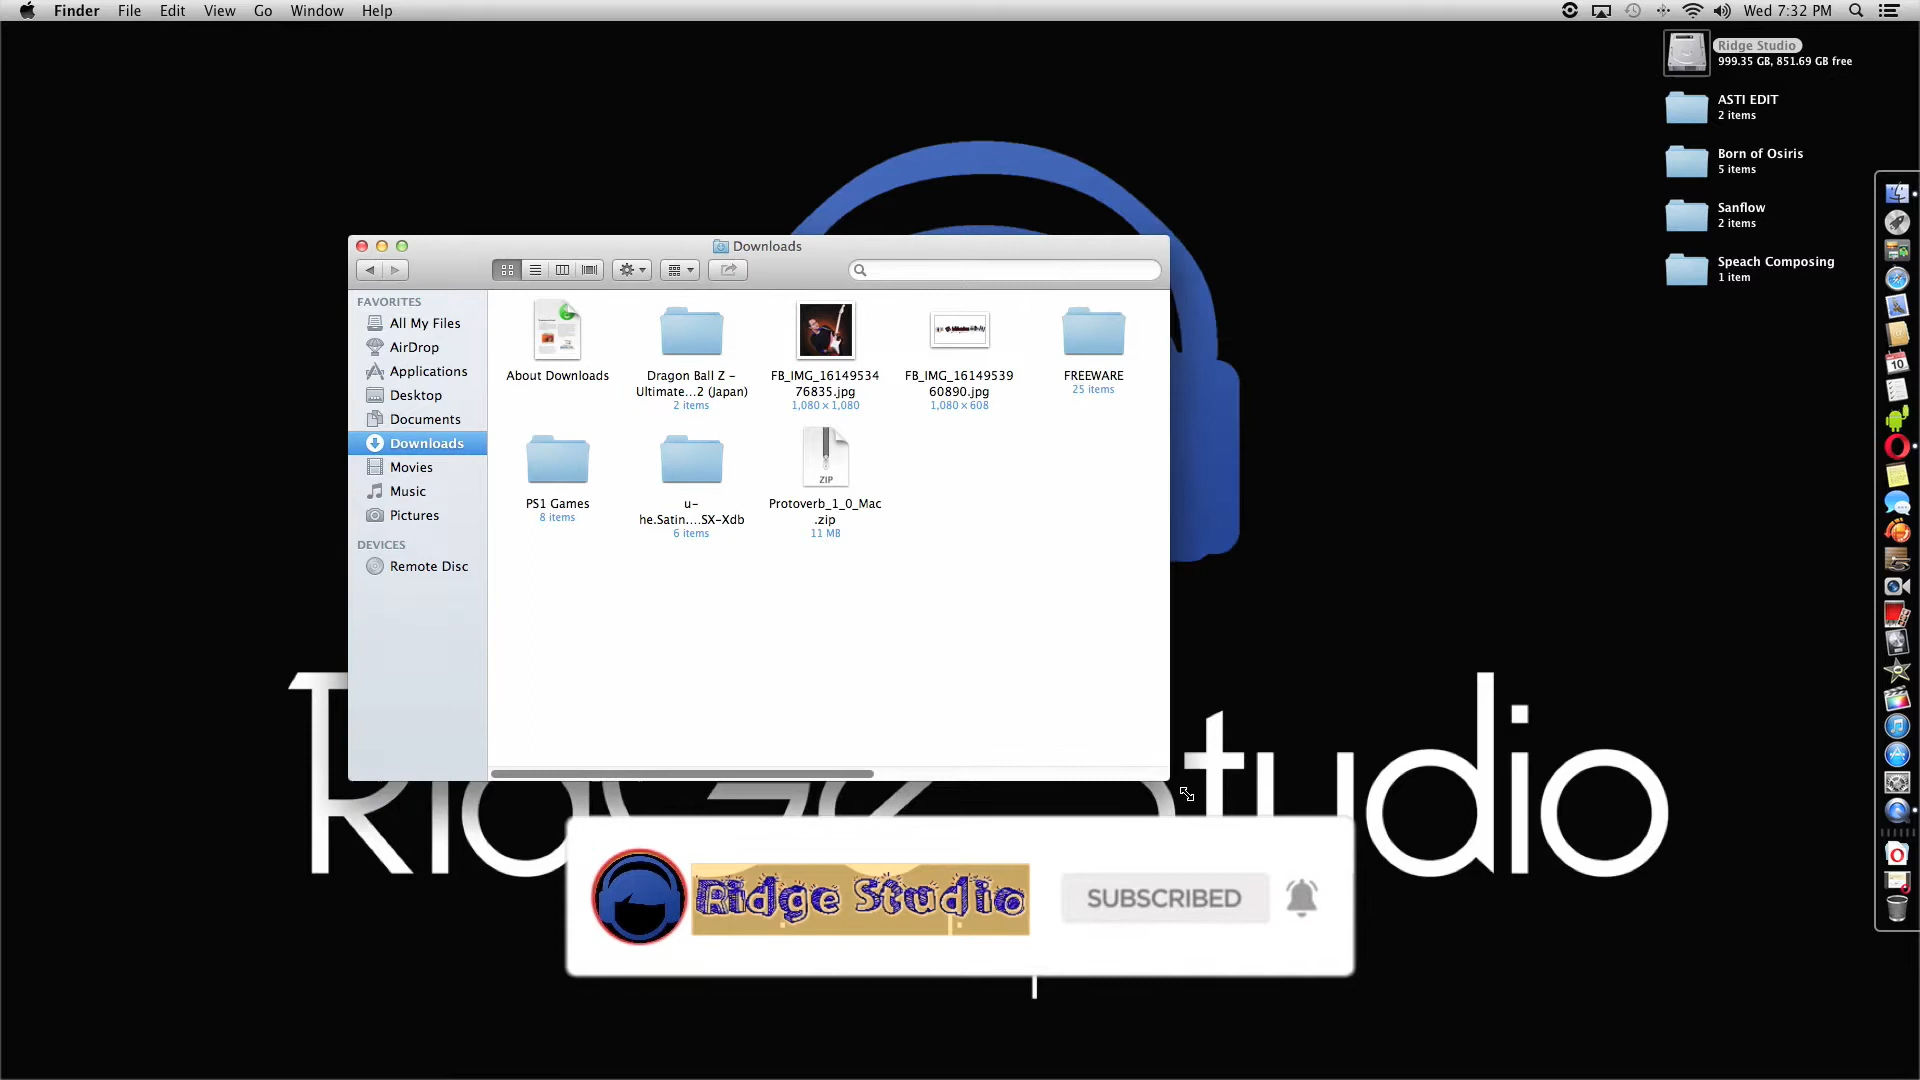 Finder File Edit View Go Window Help Wed 7:32 PM
Ridge Studio
999.35 GB, 851.69 GB free
ASTI EDIT
2 items
Born of Osiris
5 items
Sanflow
2 items
Speach Composing
1 item
Downloads
FAVORITES
All My Files
AirDrop
Applications
Desktop
Documents
Downloads
Movies
Music
Pictures
DEVICES
Remote Disc
About Downloads
Dragon Ball Z -
Ultimate...2 (Japan)
2 items
FB_IMG_16149534
76835.jpg
1,080×1,080
FB_IMG_16149539
60890.jpg
1,080×608
FREEWARE
25 items
PS1 Games
8 items
u-
he.Satin....SX-Xdb
6 items
ZIP
Protoverb_1_0_Mac
.zip
11 MB
10
Ridge Studio
Ridge Studio
SUBSCRIBED